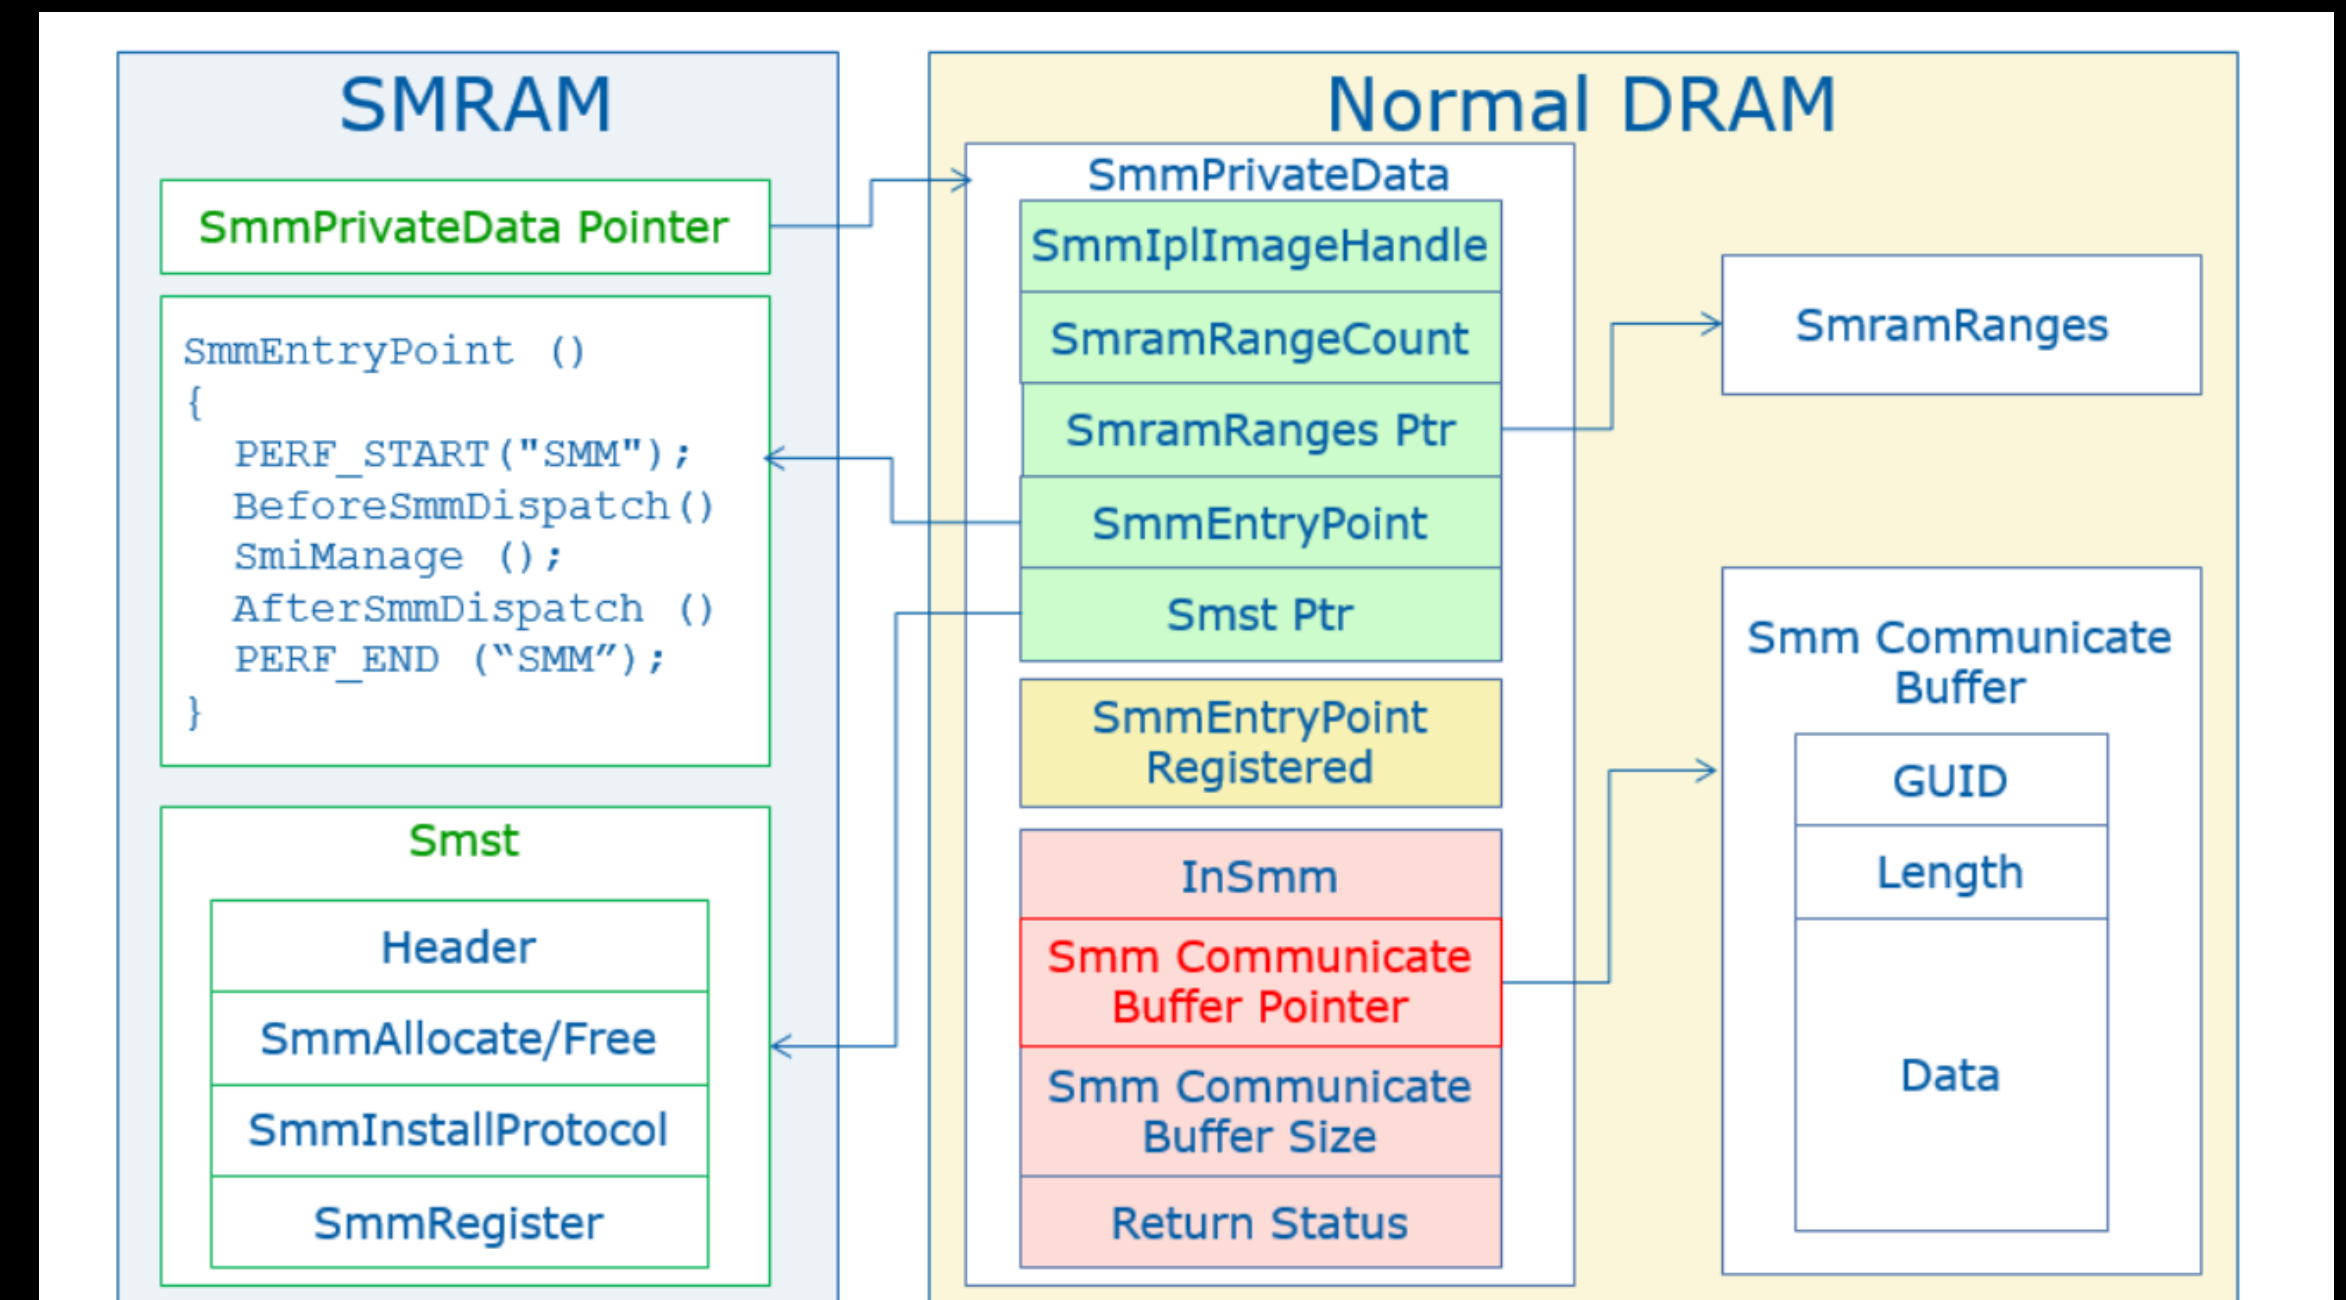 SMRAM
SmmPrivateData Pointer
SmmEntryPoint ()
{
PERF_START("SMM");
BeforeSmmDispatch()
SmiManage ();
AfterSmmDispatch ()
PERF_END (“SMM”);
}
Smst
Header
SmmAllocate/Free
SmmInstallProtocol
SmmRegister
Normal DRAM
SmmPrivateData
SmmIplImageHandle
SmramRangeCount
SmramRanges Ptr
SmmEntryPoint
Smst Ptr
SmmEntryPoint
Registered
InSmm
Smm Communicate
Buffer Pointer
Smm Communicate
Buffer Size
Return Status
SmramRanges
Smm Communicate
Buffer
GUID
Length
Data